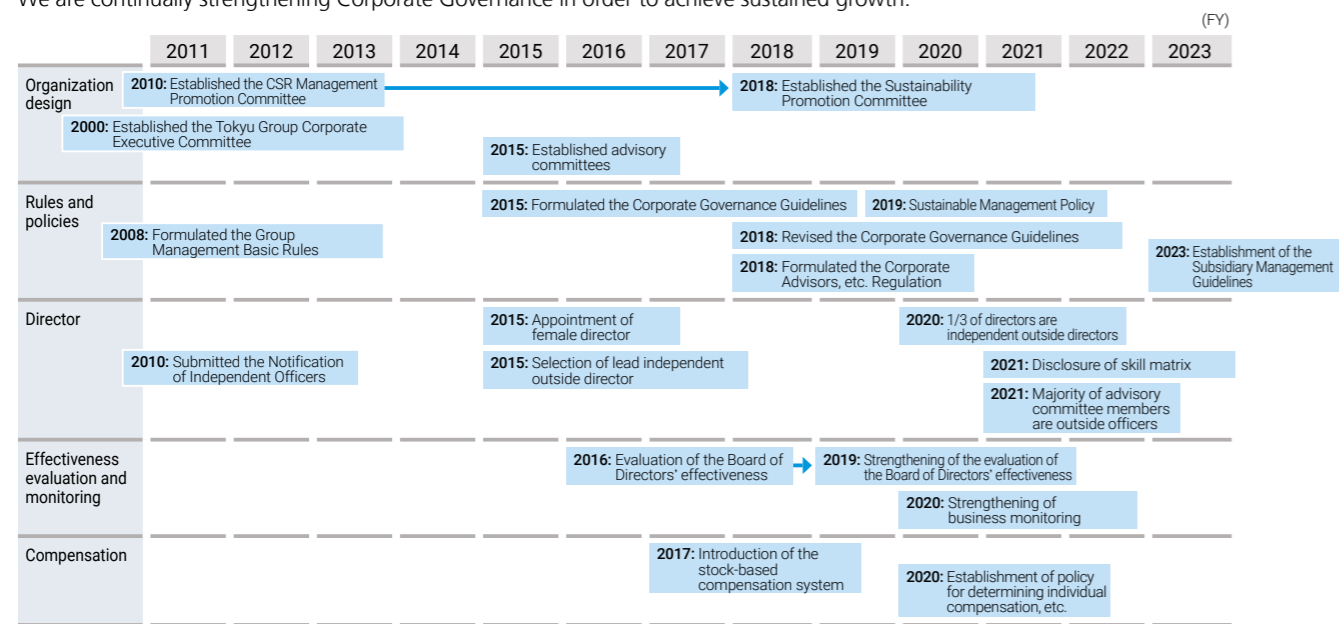 We are continually strengthening Corporate Governance in order to achieve sustained growth.
(FY)
2011 2012 2013 2014 2015 2016 2017 2018 2019 2020 2021 2022 2023
Organization
design
2010: Established the CSR Management
Promotion Committee
2018: Established the Sustainability
Promotion Committee
2000: Established the Tokyu Group Corporate
Executive Committee
2015: Established advisory
committees
Rules and
policies
2015: Formulated the Corporate Governance Guidelines
2019: Sustainable Management Policy
2008: Formulated the Group
Management Basic Rules
2018: Revised the Corporate Governance Guidelines
2018: Formulated the Corporate
Advisors, etc. Regulation
2023: Establishment of the
Subsidiary Management
Guidelines
Director
2015: Appointment of
female director
2020: 1/3 of directors are
independent outside directors
2010: Submitted the Notification
of Independent Officers
2015: Selection of lead independent
outside director
2021: Disclosure of skill matrix
2021: Majority of advisory
committee members
are outside officers
Effectiveness
evaluation and
monitoring
2016: Evaluation of the Board of
Directors' effectiveness
2019: Strengthening of the evaluation of
the Board of Directors' effectiveness
2020: Strengthening of
business monitoring
Compensation
2017: Introduction of the
stock-based
compensation system
2020: Establishment of policy
for determining individual
compensation, etc.